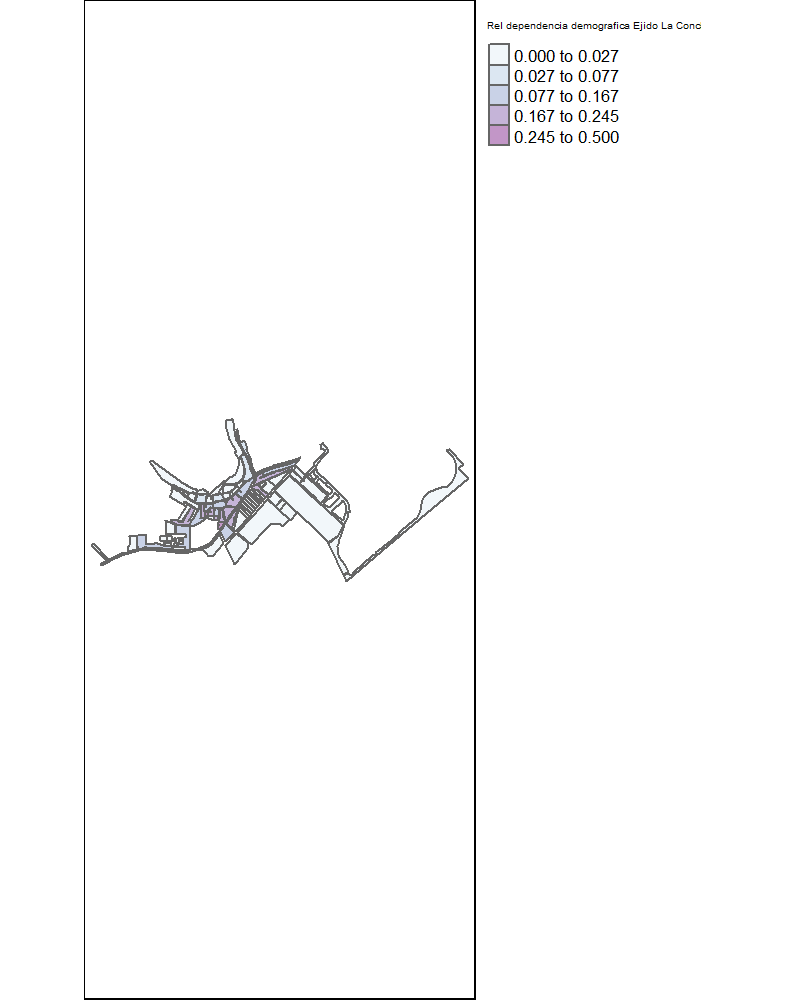 Rel dependencia demografica Ejido La Conc
0.000 to 0.027
0.027 to 0.077
0.077 to 0.167
0.167 to 0.245
0.245 to 0.500